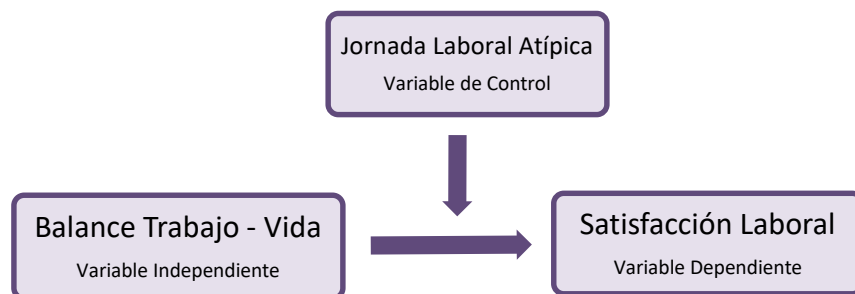 Jornada Laboral Atípica
Variable de Control
Balance Trabajo - Vida
Variable Independiente
Satisfacción Laboral
Variable Dependiente